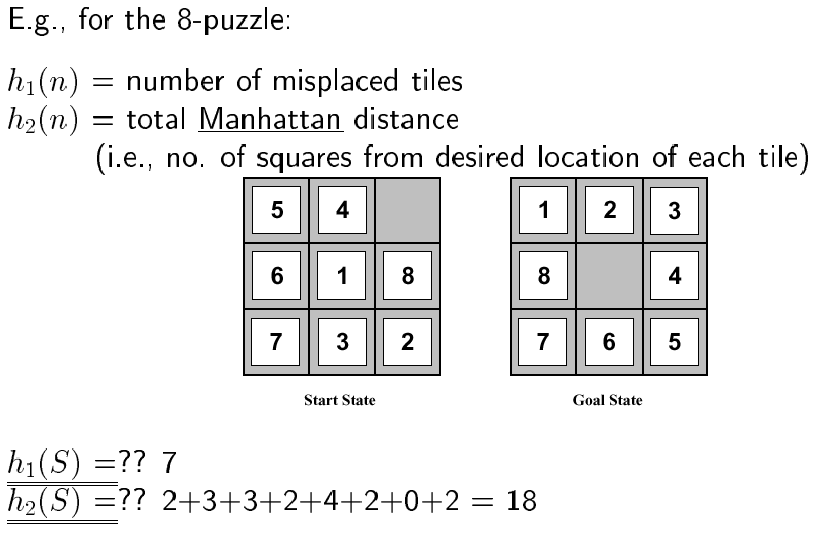 E.g., for the 8-puzzle:
h₁(n) = number of misplaced tiles
h₂(n) = total Manhattan distance
(i.e., no. of squares from desired location of each tile)
5 4 1 2 3
6 1 8 8 4
7 3 2 7 6 5
Start State Goal State
h₁(S) =?? 7
h₂(S) =?? 2+3+3+2+4+2+0+2 = 18